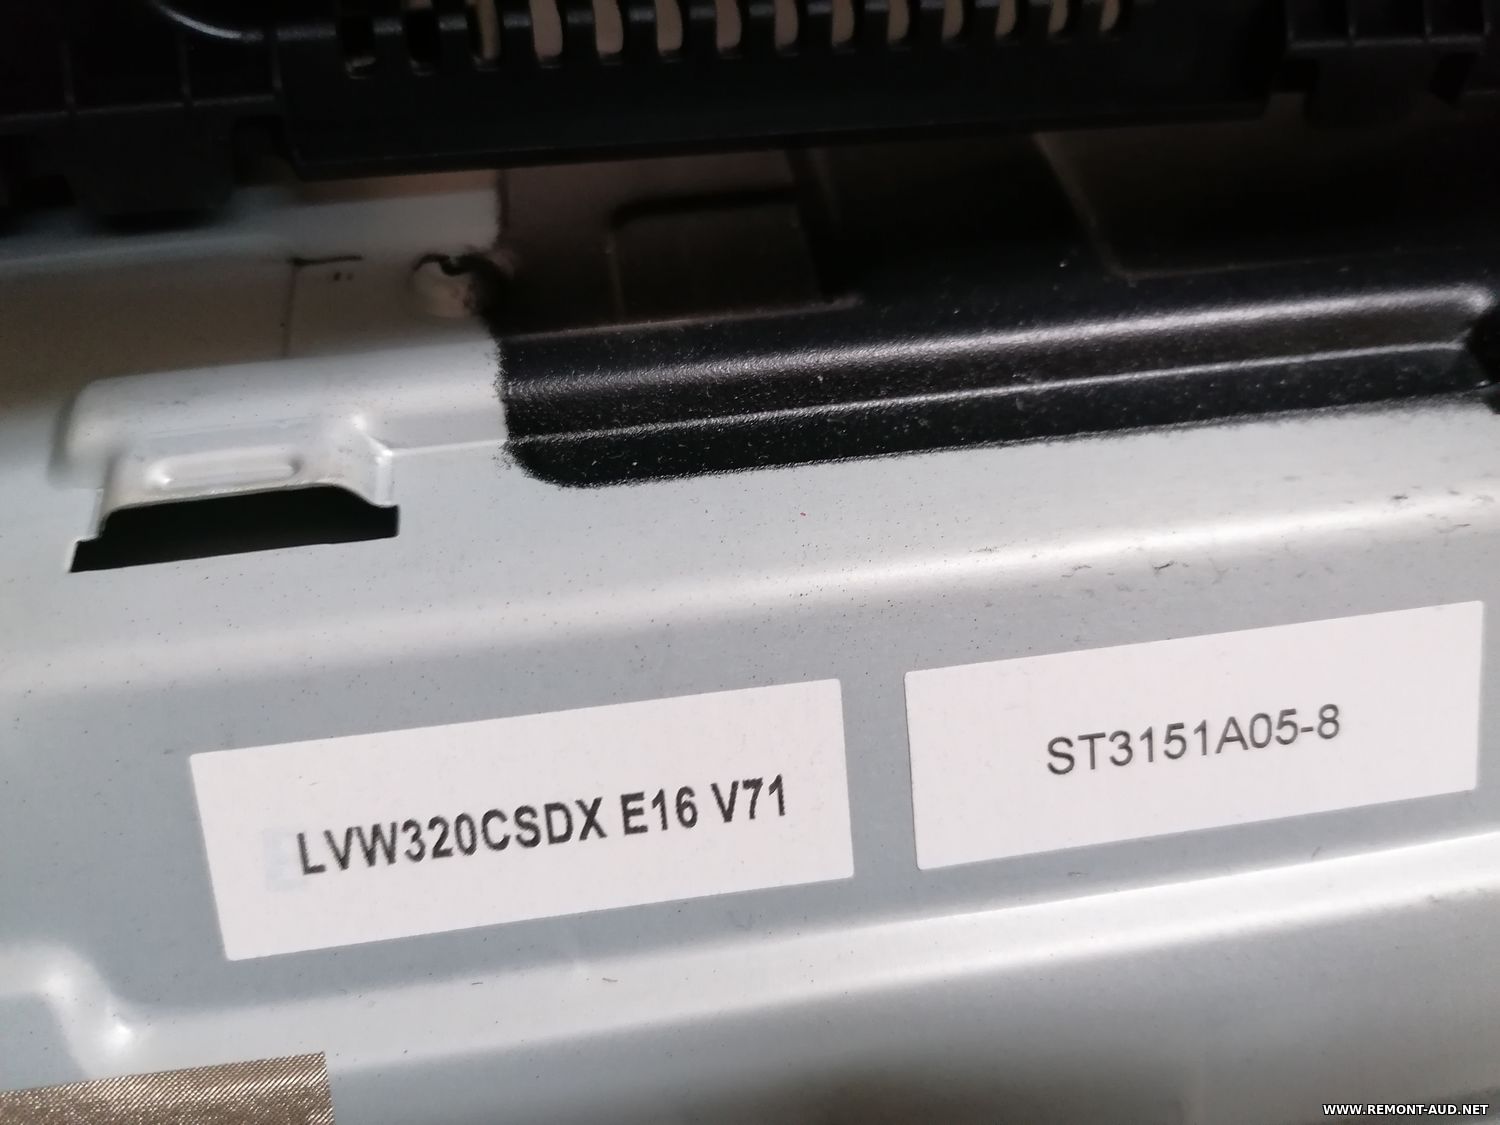 LVW320CSDX E16 V71
ST3151A05-8
WWW.REMONT-AUD.NET